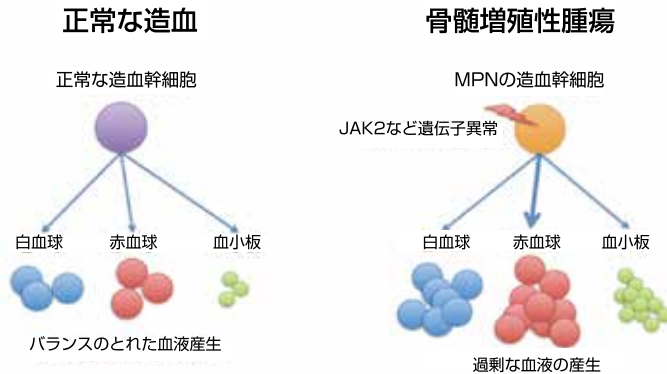 正常な造血
骨髄増殖性腫瘍
正常な造血幹細胞
MPNの造血幹細胞
JAK2など遺伝子異常
白血球
赤血球
血小板
白血球
赤血球
血小板
バランスのとれた血液産生
過剰な血液の産生